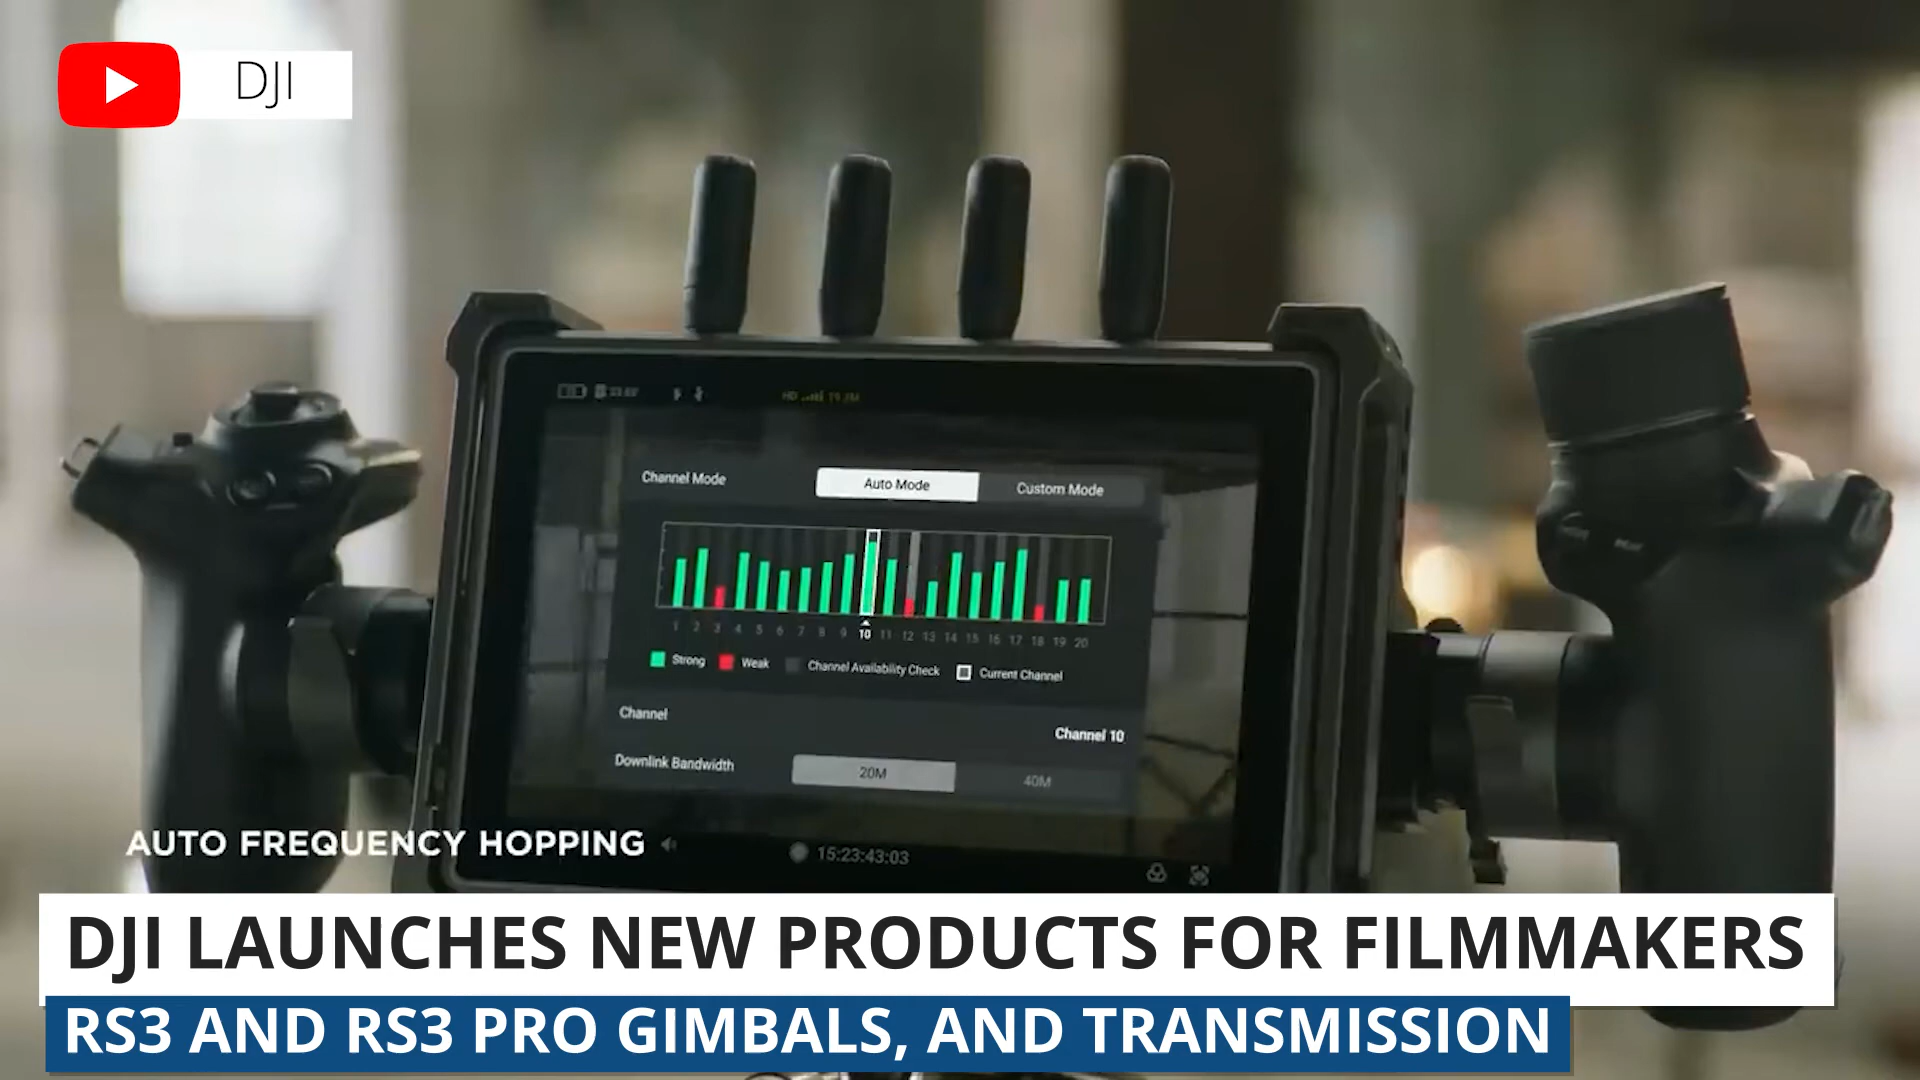 DJI
Channel Mode
Auto Mode
Custom Mode
1 2 3 4 5 6 7 8 9 10 11 12 13 14 15 16 17 18 19 20
Strong Weak Channel Availability Check Current Channel
Channel
Channel 10
Downlink Bandwidth
20M
40M
AUTO FREQUENCY HOPPING
15:23:43:03
DJI LAUNCHES NEW PRODUCTS FOR FILMMAKERS
RS3 AND RS3 PRO GIMBALS, AND TRANSMISSION